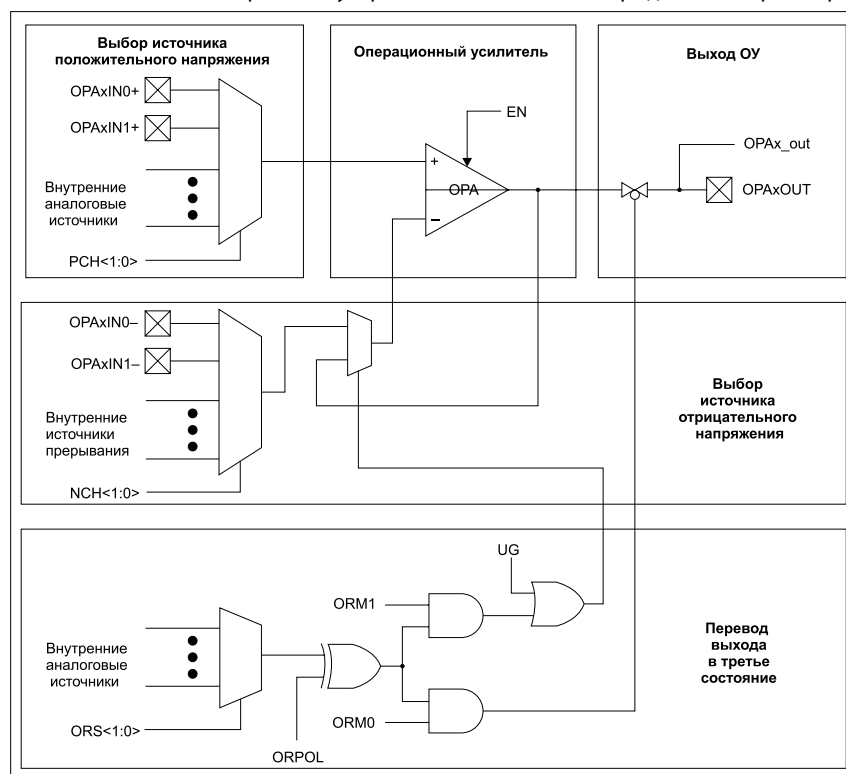 Выбор источника
положительного напряжения
OPAxIN0+
OPAxIN1+
Внутренние
аналоговые
источники
PCH<1:0>
Операционный усилитель
EN
+
OPA
–
Выход ОУ
OPAx_out
OPAxOUT
OPAxIN0–
OPAxIN1–
Внутренние
источники
прерывания
NCH<1:0>
Выбор
источника
отрицательного
напряжения
UG
ORM1
Внутренние
аналоговые
источники
ORS<1:0>
ORM0
ORPOL
Перевод
выхода
в третье
состояние